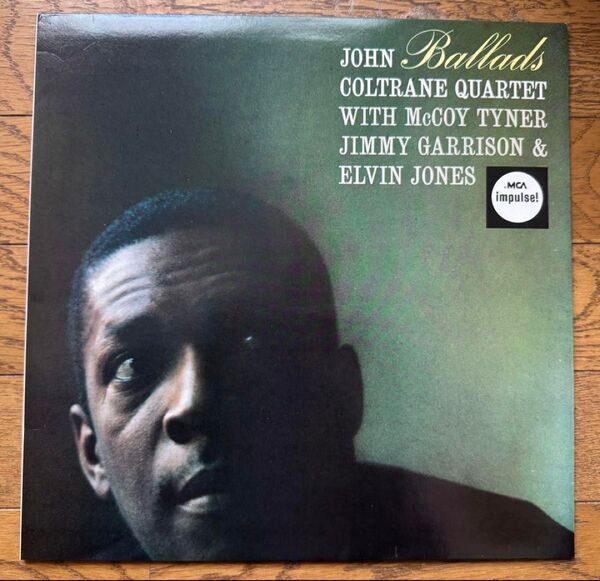 JOHN Ballads
COLTRANE QUARTET
WITH McCOY TYNER
JIMMY GARRISON &
ELVIN JONES
MCA
impulse!